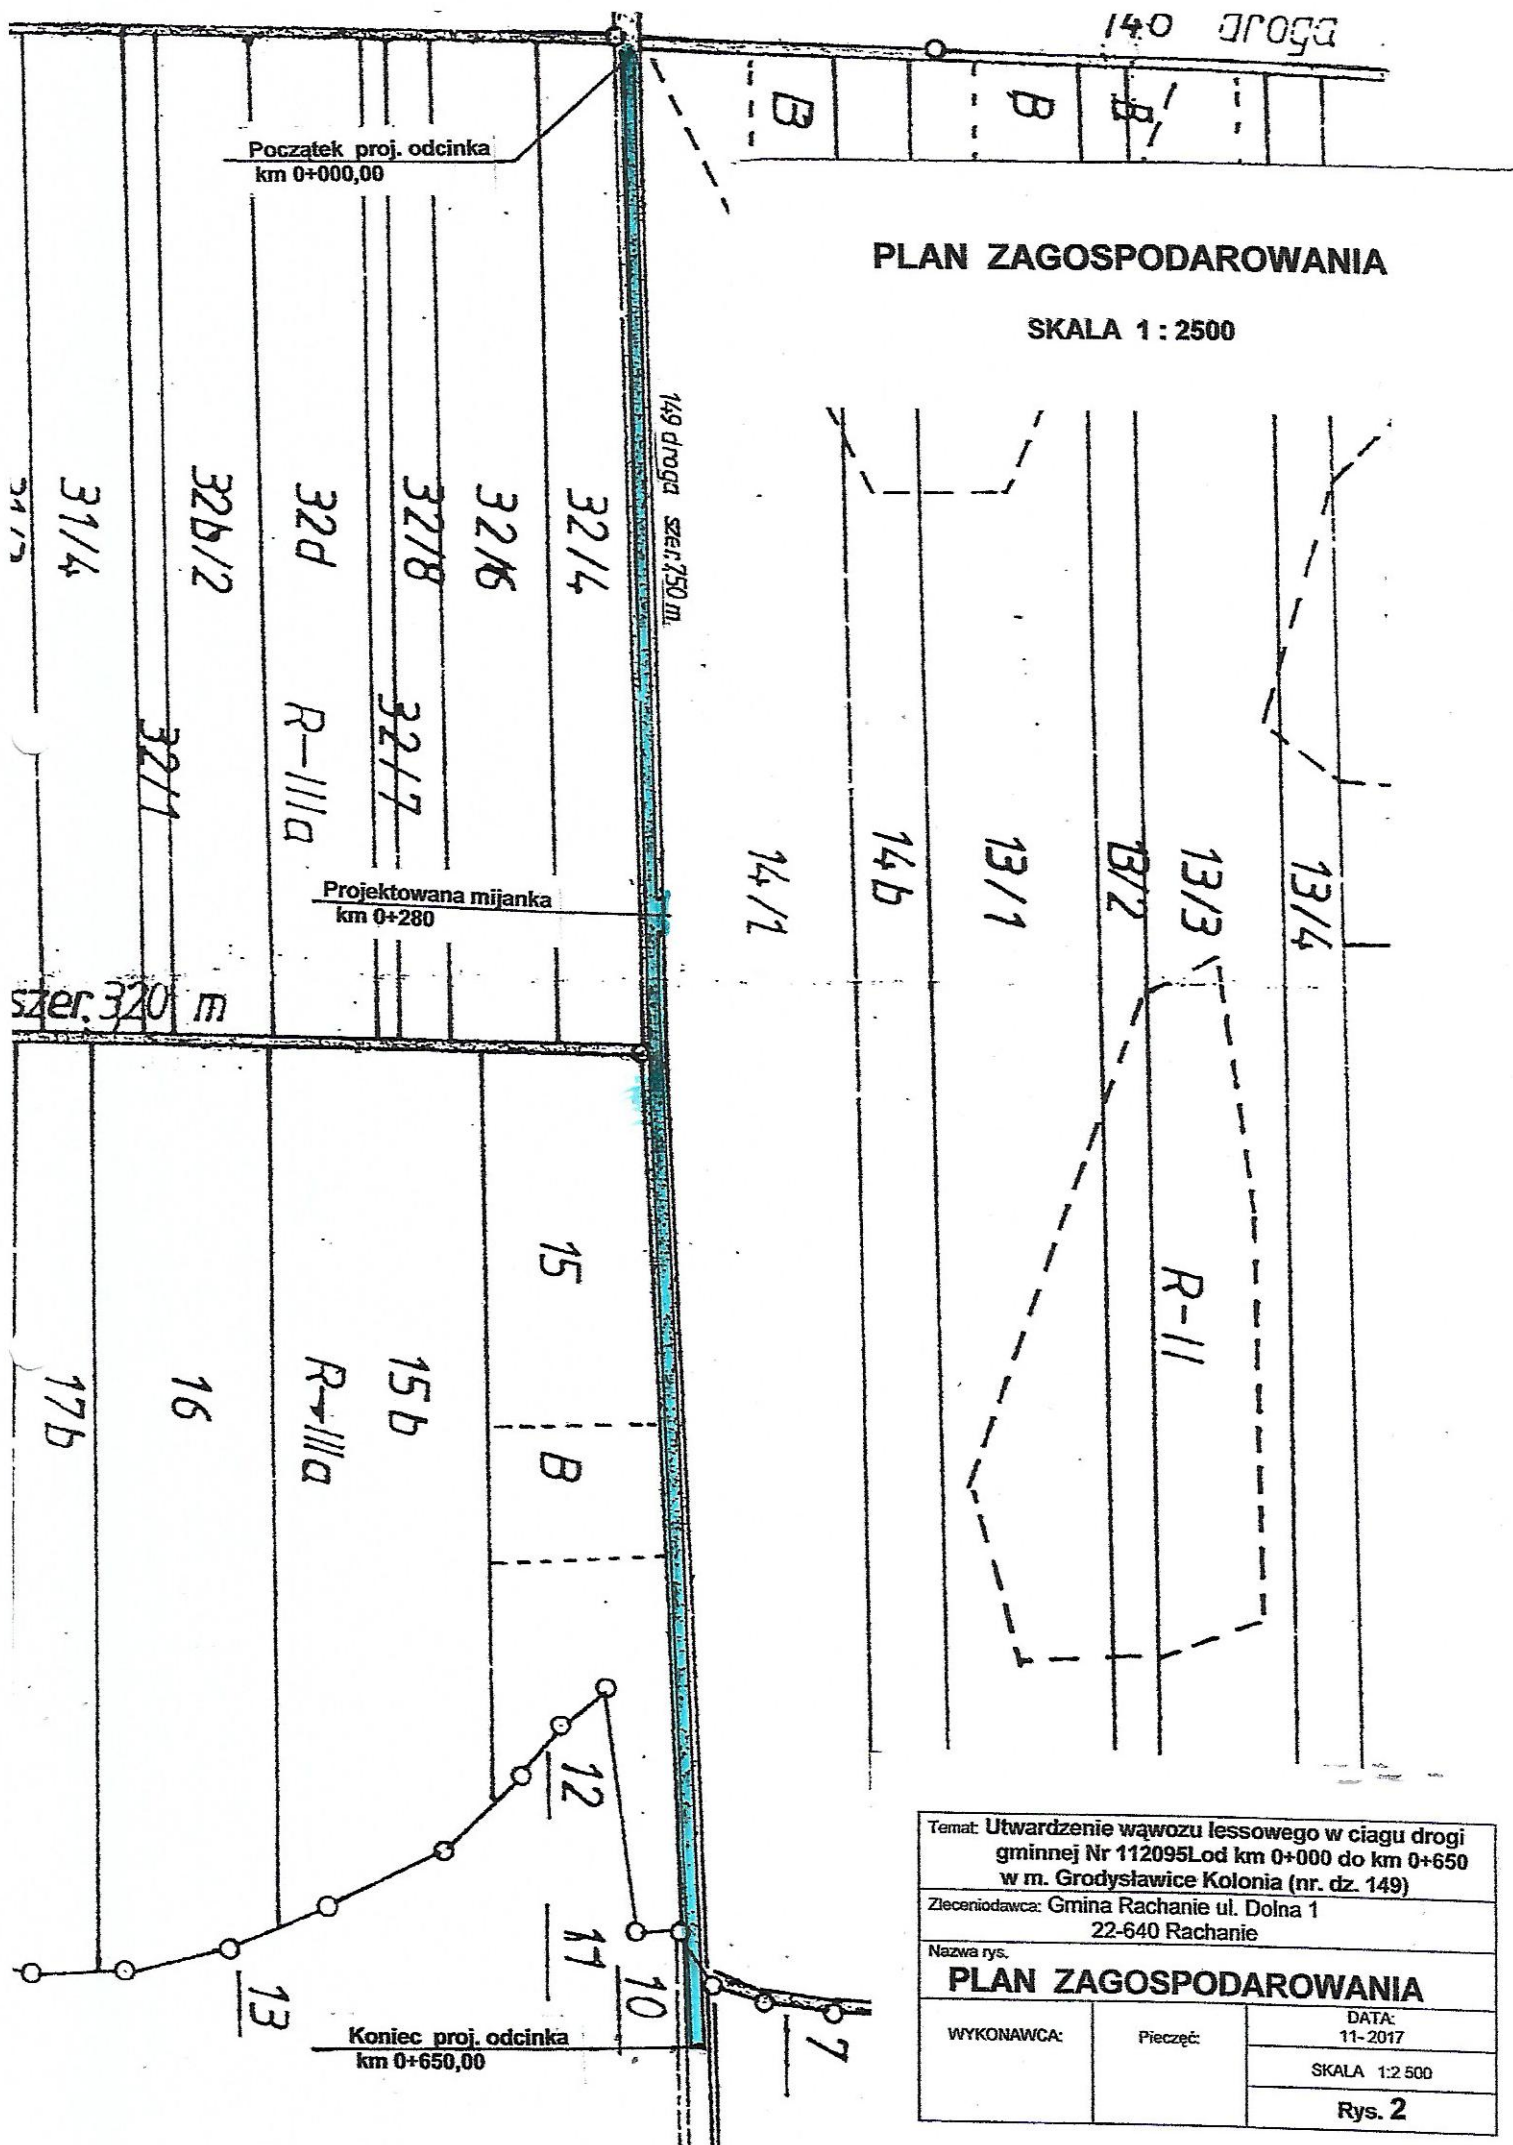 140 droga
B
B
B
Początek proj. odcinka
km 0+000,00
PLAN ZAGOSPODAROWANIA
SKALA 1 : 2500
149 droga szer. 7,50 m.
31/4
32b/2
32d
32/8
32/6
32/4
32/1
R-IIIa
32/7
14/1
14b
13/1
13/2
13/3
13/4
Projektowana mijanka
km 0+280
szer. 3,20 m
15
R-II
17b
16
R-IIIa
15b
B
12
11
10
13
7
Koniec proj. odcinka
km 0+650,00
Temat: Utwardzenie wąwozu lessowego w ciagu drogi
gminnej Nr 112095Lod km 0+000 do km 0+650
w m. Grodysławice Kolonia (nr. dz. 149)
Zleceniodawca: Gmina Rachanie ul. Dolna 1
22-640 Rachanie
Nazwa rys.
PLAN ZAGOSPODAROWANIA
WYKONAWCA:
Pieczęć:
DATA:
11-2017
SKALA 1:2 500
Rys. 2